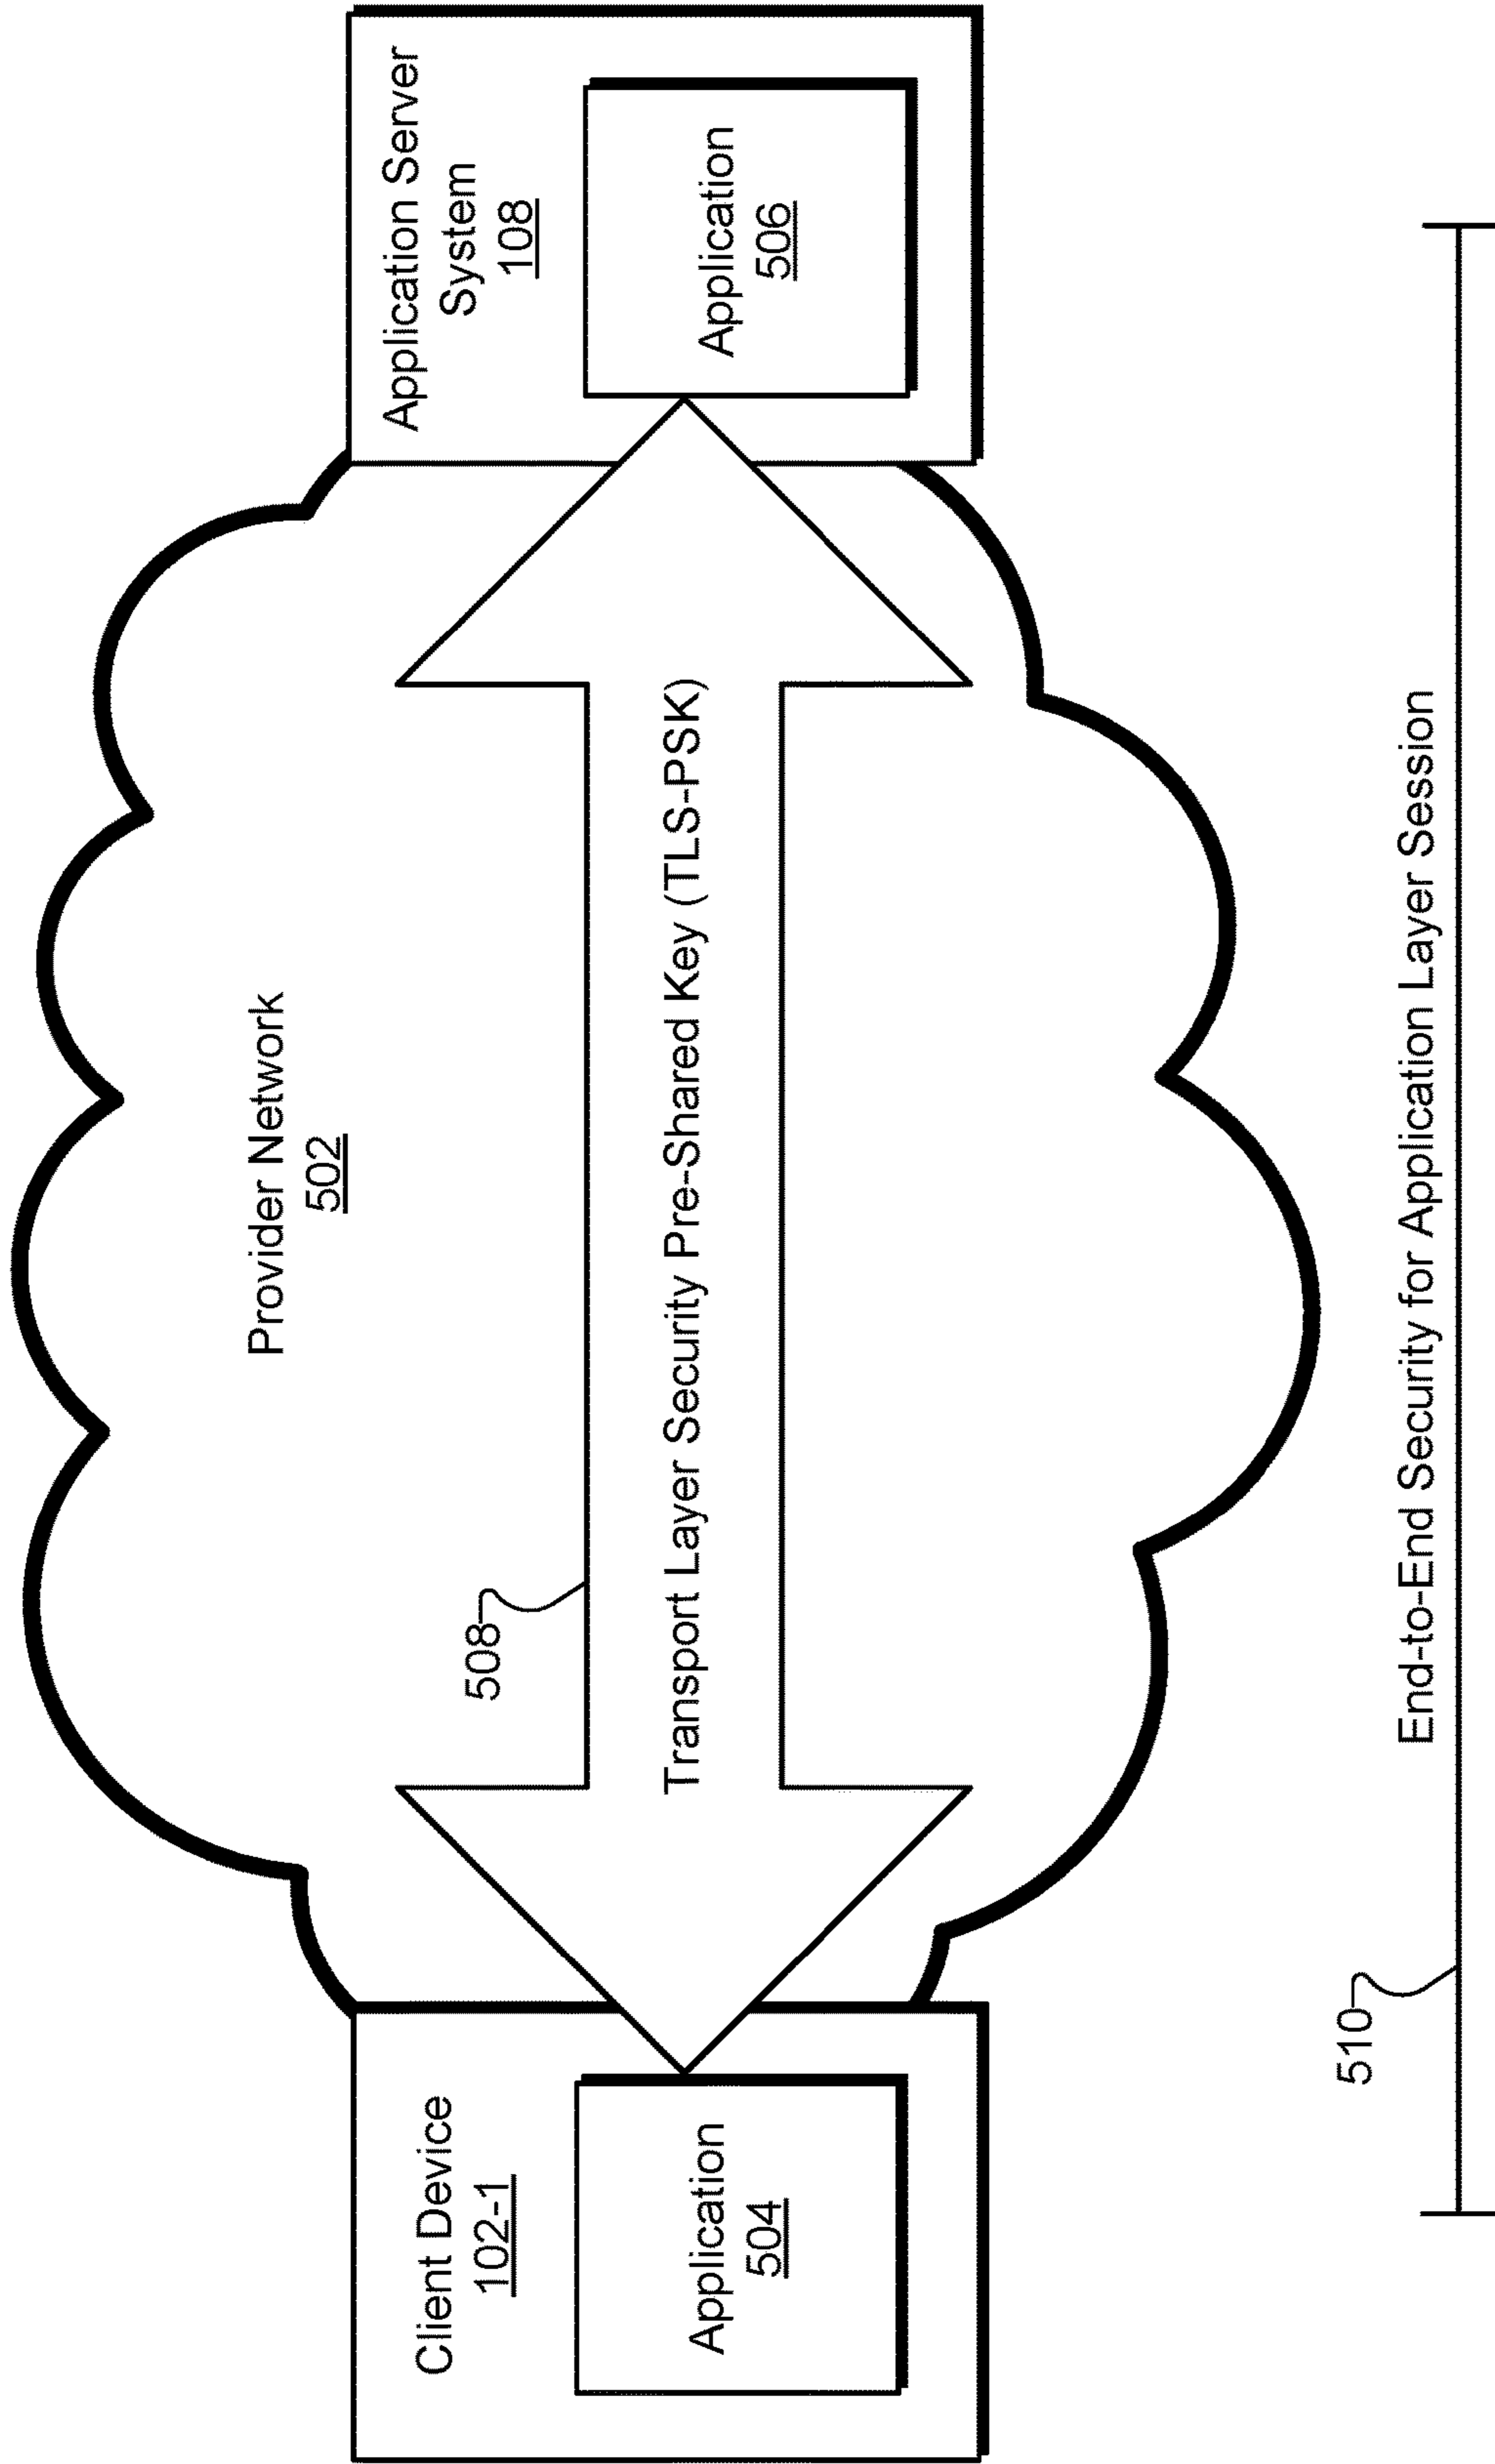 Provider Network
502
Client Device
102-1
Application
504
508
Transport Layer Security Pre-Shared Key (TLS-PSK)
Application Server
System
108
Application
506
510
End-to-End Security for Application Layer Session